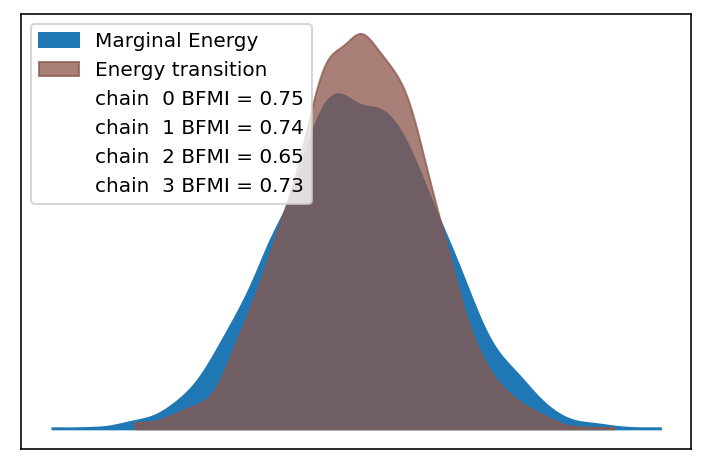 Marginal Energy
Energy transition
chain  0 BFMI = 0.75
chain  1 BFMI = 0.74
chain  2 BFMI = 0.65
chain  3 BFMI = 0.73